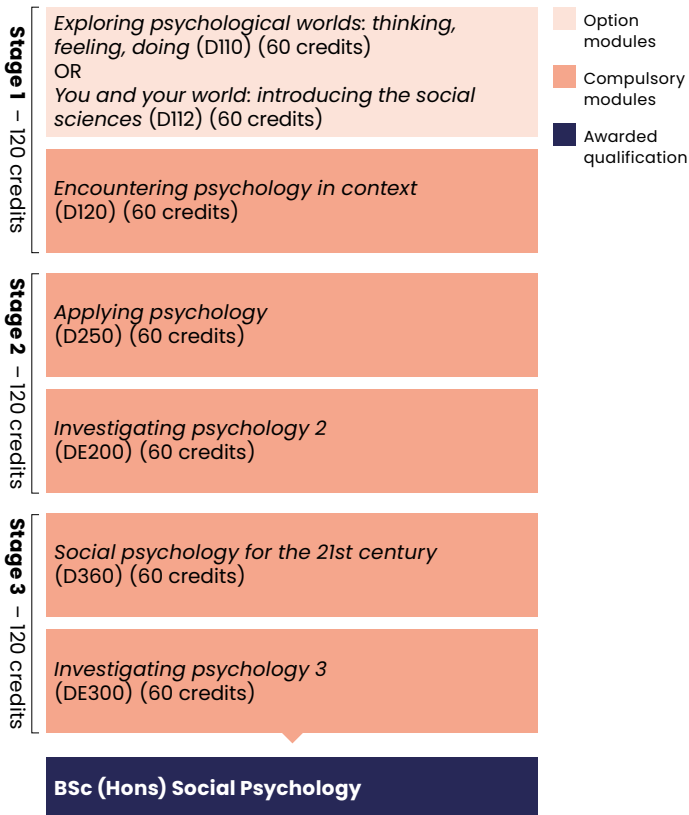 Stage 1 – 120 credits
Exploring psychological worlds: thinking,
feeling, doing (D110) (60 credits)
OR
You and your world: introducing the social
sciences (D112) (60 credits)
Encountering psychology in context
(D120) (60 credits)
Stage 2 – 120 credits
Applying psychology
(D250) (60 credits)
Investigating psychology 2
(DE200) (60 credits)
Stage 3 – 120 credits
Social psychology for the 21st century
(D360) (60 credits)
Investigating psychology 3
(DE300) (60 credits)
BSc (Hons) Social Psychology
Option
modules
Compulsory
modules
Awarded
qualification